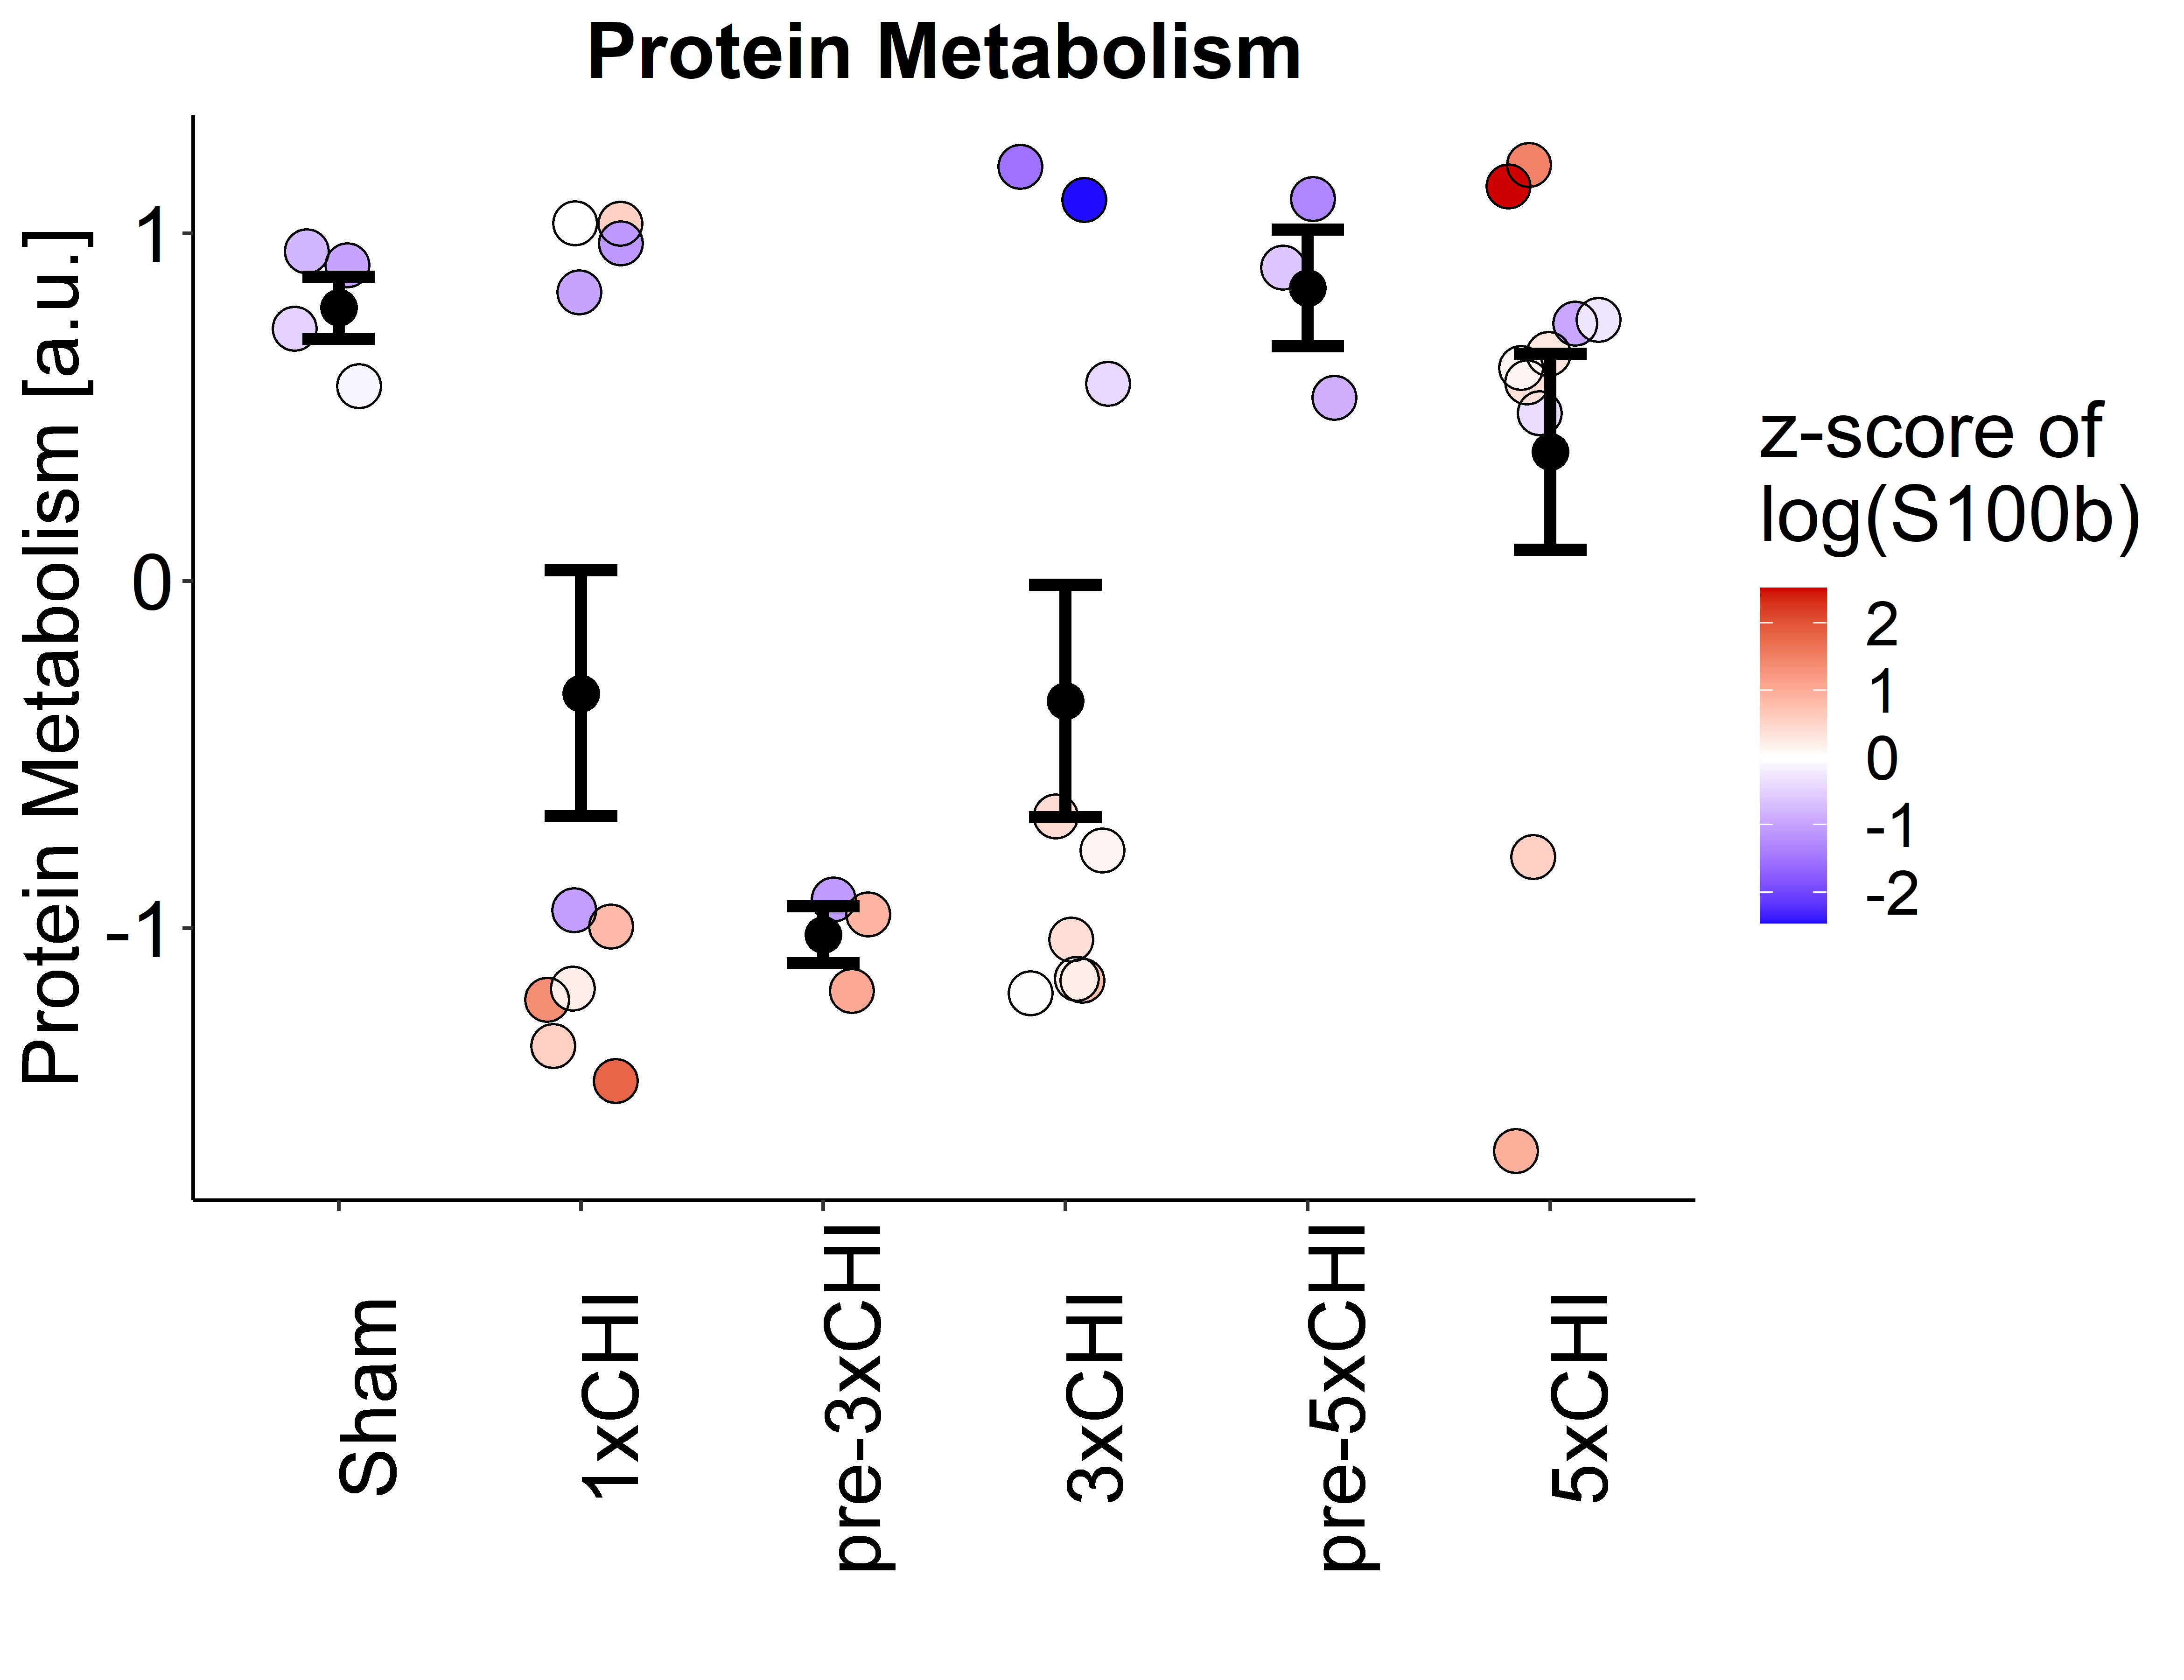 Protein Metabolism
Protein Metabolism [a.u.]
1
0
-1
Sham
1xCHI
pre-3xCHI
3xCHI
pre-5xCHI
5xCHI
z-score of
log(S100b)
2
1
0
-1
-2